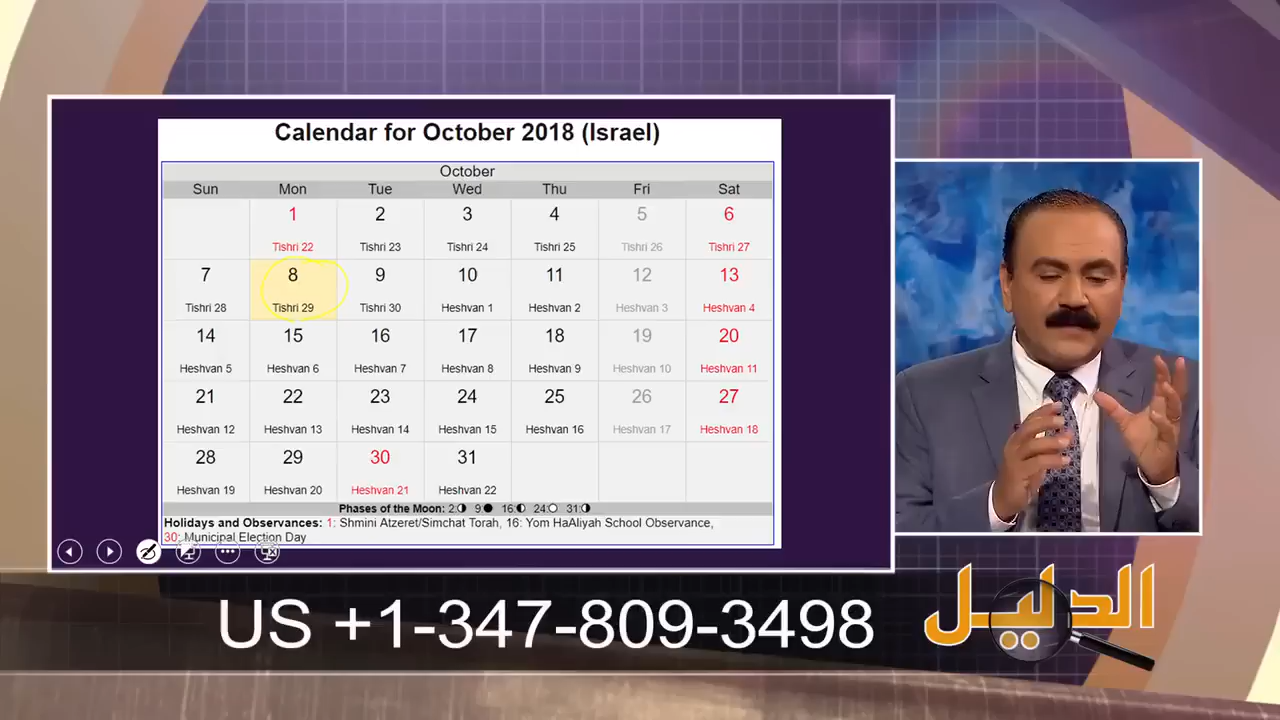 Calendar for October 2018 (Israel)
October
Sun Mon Tue Wed Thu Fri Sat
1 2 3 4 5 6
Tishri 22 Tishri 23 Tishri 24 Tishri 25 Tishri 26 Tishri 27
7 8 9 10 11 12 13
Tishri 28 Tishri 29 Tishri 30 Heshvan 1 Heshvan 2 Heshvan 3 Heshvan 4
14 15 16 17 18 19 20
Heshvan 5 Heshvan 6 Heshvan 7 Heshvan 8 Heshvan 9 Heshvan 10 Heshvan 11
21 22 23 24 25 26 27
Heshvan 12 Heshvan 13 Heshvan 14 Heshvan 15 Heshvan 16 Heshvan 17 Heshvan 18
28 29 30 31
Heshvan 19 Heshvan 20 Heshvan 21 Heshvan 22
Phases of the Moon: 2: 9: 16: 24: 31:
Holidays and Observances: 1: Shmini Atzeret/Simchat Torah, 16: Yom HaAliyah School Observance,
30: Municipal Election Day
US +1-347-809-3498
الدليل